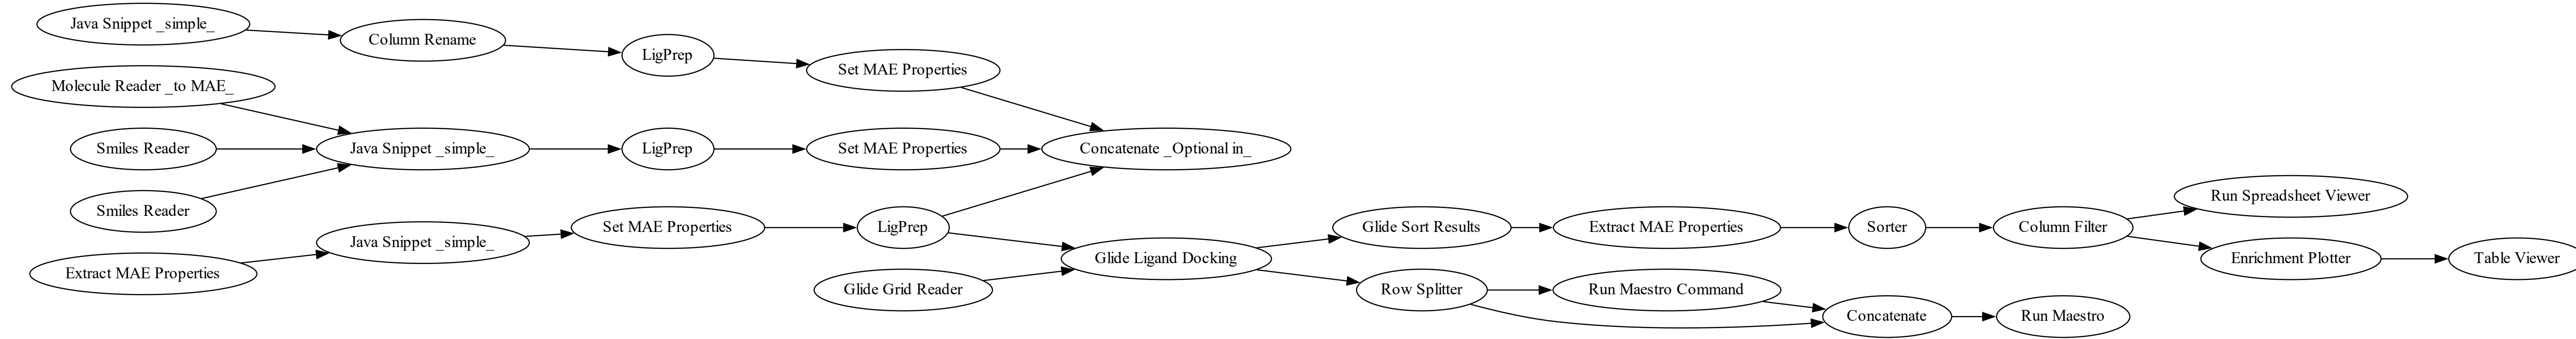 Java Snippet _simple_
Column Rename
LigPrep
Set MAE Properties
Molecule Reader _to MAE_
Smiles Reader
Java Snippet _simple_
LigPrep
Set MAE Properties
Concatenate _Optional in_
Smiles Reader
Extract MAE Properties
Java Snippet _simple_
Set MAE Properties
LigPrep
Glide Grid Reader
Glide Ligand Docking
Glide Sort Results
Extract MAE Properties
Sorter
Column Filter
Run Spreadsheet Viewer
Enrichment Plotter
Table Viewer
Row Splitter
Run Maestro Command
Concatenate
Run Maestro